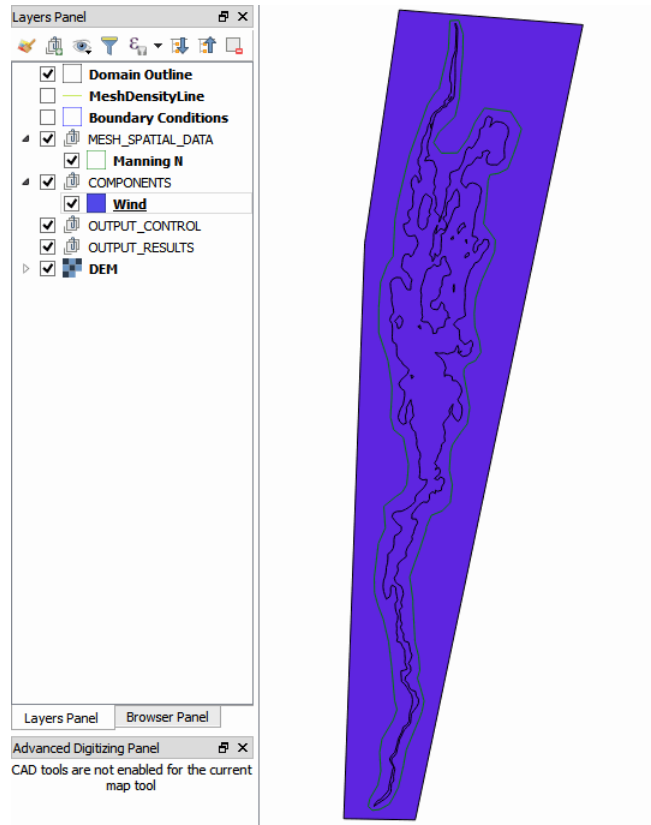 Layers Panel
Domain Outline
MeshDensityLine
Boundary Conditions
MESH_SPATIAL_DATA
Manning N
COMPONENTS
Wind
OUTPUT_CONTROL
OUTPUT_RESULTS
DEM
Layers Panel Browser Panel
Advanced Digitizing Panel
CAD tools are not enabled for the current
map tool